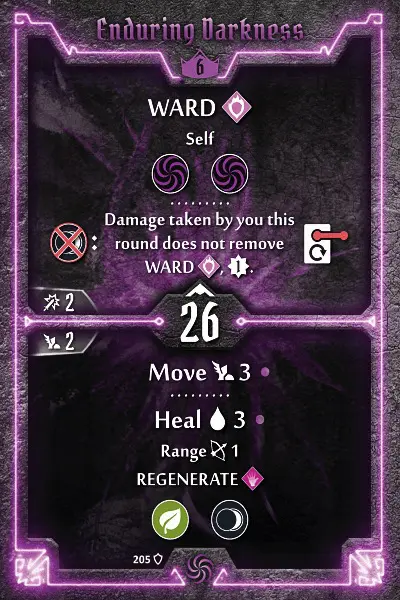 Enduring Darkness
6
WARD
Self
:
Damage taken by you this
round does not remove
WARD , 1.
2
26
2
Move 3
Heal 3
Range 1
REGENERATE
205